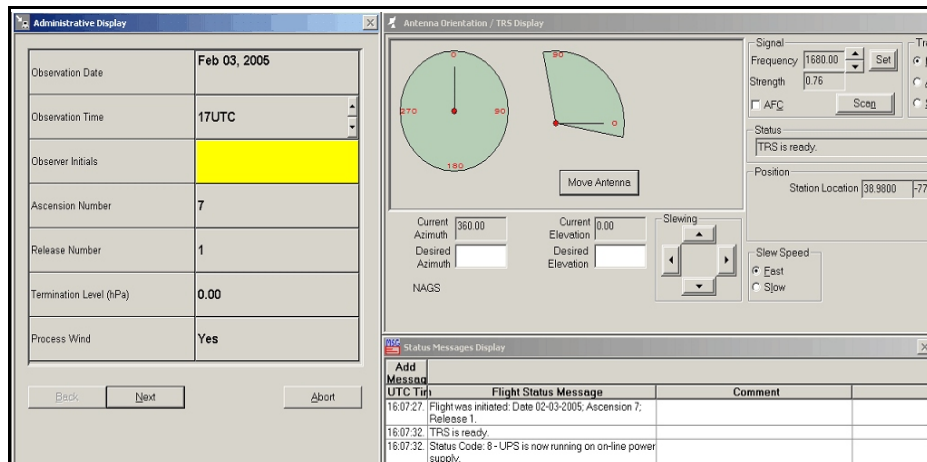 Administrative Display
Observation Date
Feb 03, 2005
Observation Time
17UTC
Observer Initials
Ascension Number
7
Release Number
1
Termination Level (hPa)
0.00
Process Wind
Yes
Back
Next
Abort
Antenna Orientation / TRS Display
0
270
90
180
90
0
Move Antenna
Current Azimuth
360.00
Current Elevation
0.00
Desired Azimuth
Desired Elevation
NAGS
Slewing
Signal
Frequency
1680.00
Set
Strength
0.76
AFC
Scan
Status
TRS is ready.
Position
Station Location
38.9800
-77
Slew Speed
Fast
Slow
MSG
Status Messages Display
Add
Messag
UTC Tim
Flight Status Message
Comment
16:07:27.
Flight was initiated: Date 02-03-2005; Ascension 7;
Release 1.
16:07:32.
TRS is ready.
16:07:32.
Status Code: 8 - UPS is now running on on-line power
supply.